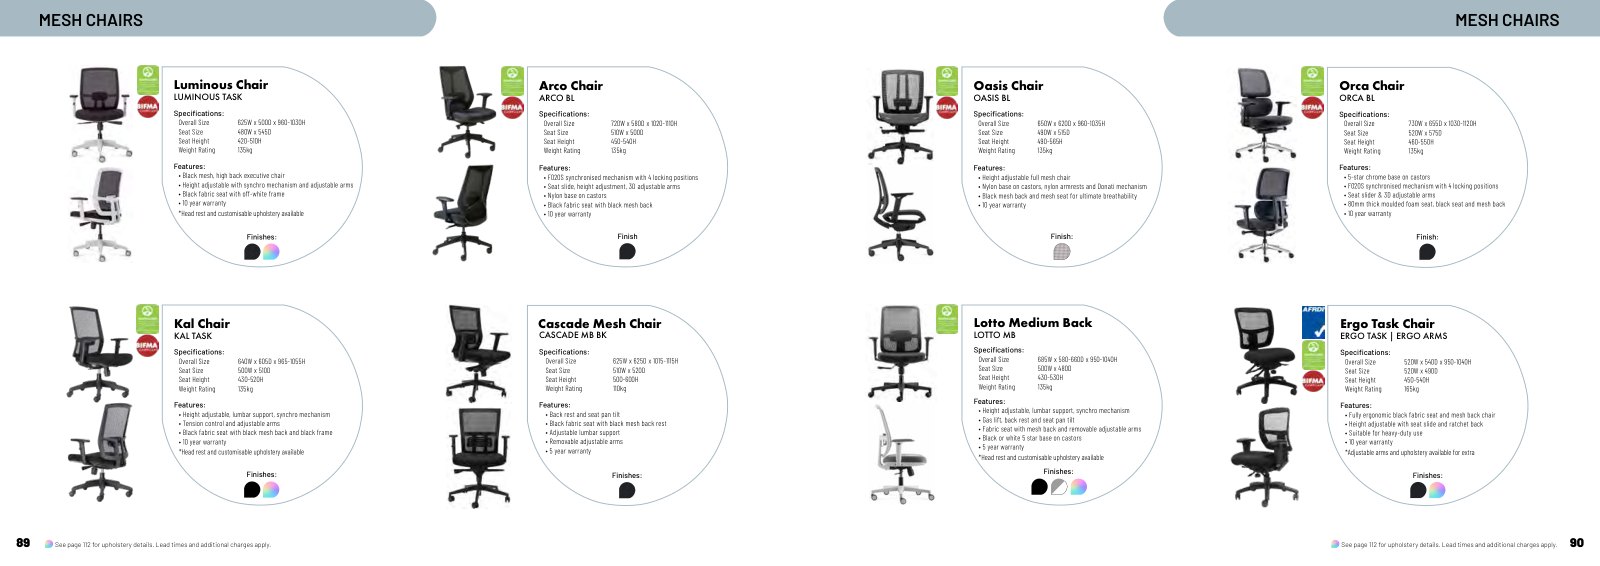 MESH CHAIRS
MESH CHAIRS
Luminous Chair
LUMINOUS TASK
Specifications:
Overall Size 625W x 500D x 960-1030H
Seat Size 480W x 545D
Seat Height 420-510H
Weight Rating 135kg
Features:
• Black mesh, high back executive chair
• Height adjustable with synchro mechanism and adjustable arms
• Black fabric seat with off-white frame
• 10 year warranty
*Head rest and customisable upholstery available
Finishes:
BIFMA
Arco Chair
ARCO BL
Specifications:
Overall Size 720W x 580D x 1020-1110H
Seat Size 510W x 500D
Seat Height 450-540H
Weight Rating 135kg
Features:
• F020S synchronised mechanism with 4 locking positions
• Seat slide, height adjustment, 3D adjustable arms
• Nylon base on castors
• Black fabric seat with black mesh back
• 10 year warranty
Finish
BIFMA
Oasis Chair
OASIS BL
Specifications:
Overall Size 650W x 620D x 960-1035H
Seat Size 490W x 515D
Seat Height 490-565H
Weight Rating 135kg
Features:
• Height adjustable full mesh chair
• Nylon base on castors, nylon armrests and Donati mechanism
• Black mesh back and mesh seat for ultimate breathability
• 10 year warranty
Finish:
BIFMA
Orca Chair
ORCA BL
Specifications:
Overall Size 730W x 655D x 1030-1120H
Seat Size 520W x 575D
Seat Height 460-550H
Weight Rating 135kg
Features:
• 5-star chrome base on castors
• F020S synchronised mechanism with 4 locking positions
• Seat slider & 3D adjustable arms
• 80mm thick moulded foam seat, black seat and mesh back
• 10 year warranty
Finish:
BIFMA
Kal Chair
KAL TASK
Specifications:
Overall Size 640W x 605D x 965-1055H
Seat Size 500W x 510D
Seat Height 430-520H
Weight Rating 135kg
Features:
• Height adjustable, lumbar support, synchro mechanism
• Tension control and adjustable arms
• Black fabric seat with black mesh back and black frame
• 10 year warranty
*Head rest and customisable upholstery available
Finishes:
BIFMA
Cascade Mesh Chair
CASCADE MB BK
Specifications:
Overall Size 625W x 625D x 1015-1115H
Seat Size 510W x 520D
Seat Height 500-600H
Weight Rating 110kg
Features:
• Back rest and seat pan tilt
• Black fabric seat with black mesh back rest
• Adjustable lumbar support
• Removable adjustable arms
• 5 year warranty
Finishes:
Lotto Medium Back
LOTTO MB
Specifications:
Overall Size 685W x 580-660D x 950-1040H
Seat Size 500W x 480D
Seat Height 430-530H
Weight Rating 135kg
Features:
• Height adjustable, lumbar support, synchro mechanism
• Gas lift, back rest and seat pan tilt
• Fabric seat with mesh back and removable adjustable arms
• Black or white 5 star base on castors
• 5 year warranty
*Head rest and customisable upholstery available
Finishes:
Ergo Task Chair
ERGO TASK | ERGO ARMS
Specifications:
Overall Size 520W x 540D x 950-1040H
Seat Size 520W x 490D
Seat Height 450-540H
Weight Rating 165kg
Features:
• Fully ergonomic black fabric seat and mesh back chair
• Height adjustable with seat slide and ratchet back
• Suitable for heavy-duty use
• 10 year warranty
*Adjustable arms and upholstery available for extra
Finishes:
AFRDI
BIFMA
89 See page 112 for upholstery details. Lead times and additional charges apply.
See page 112 for upholstery details. Lead times and additional charges apply. 90